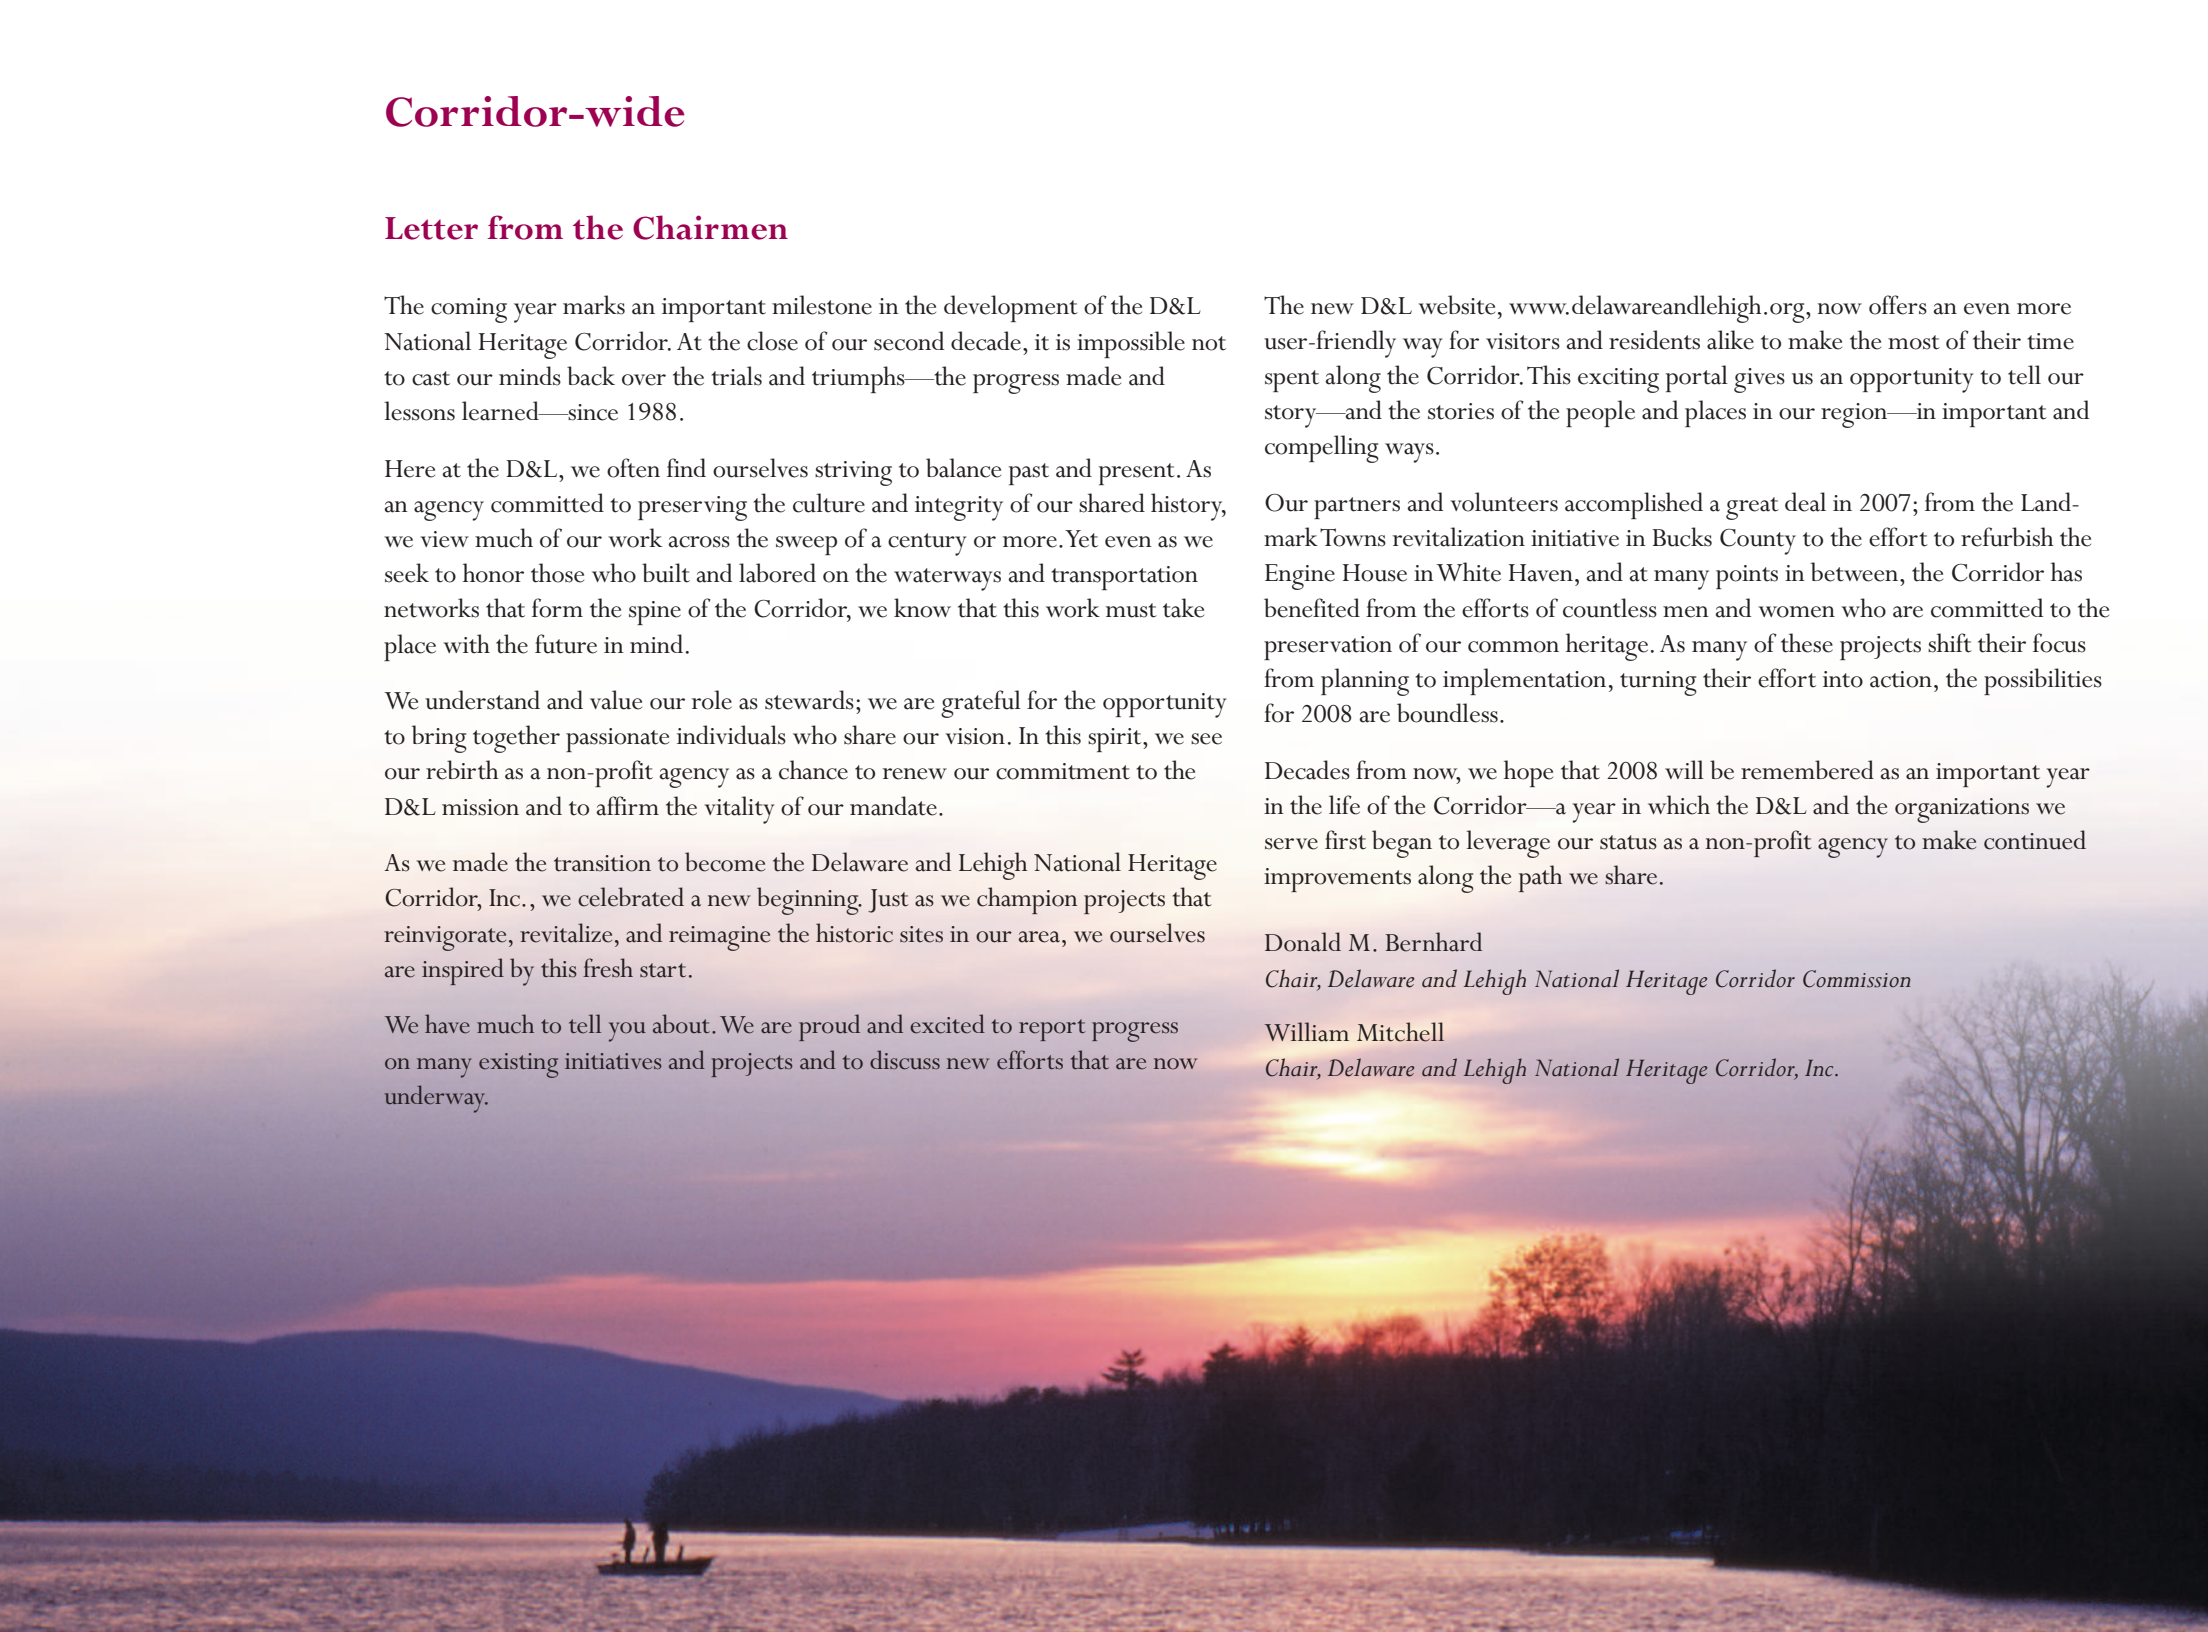 Corridor-wide
Letter from the Chairmen
The coming year marks an important milestone in the development of the D&L
National Heritage Corridor. At the close of our second decade, it is impossible not
to cast our minds back over the trials and triumphs—the progress made and
lessons learned—since 1988.
Here at the D&L, we often find ourselves striving to balance past and present. As
an agency committed to preserving the culture and integrity of our shared history,
we view much of our work across the sweep of a century or more. Yet even as we
seek to honor those who built and labored on the waterways and transportation
networks that form the spine of the Corridor, we know that this work must take
place with the future in mind.
We understand and value our role as stewards; we are grateful for the opportunity
to bring together passionate individuals who share our vision. In this spirit, we see
our rebirth as a non-profit agency as a chance to renew our commitment to the
D&L mission and to affirm the vitality of our mandate.
As we made the transition to become the Delaware and Lehigh National Heritage
Corridor, Inc., we celebrated a new beginning. Just as we champion projects that
reinvigorate, revitalize, and reimagine the historic sites in our area, we ourselves
are inspired by this fresh start.
We have much to tell you about. We are proud and excited to report progress
on many existing initiatives and projects and to discuss new efforts that are now
underway.
The new D&L website, www.delawareandlehigh.org, now offers an even more
user-friendly way for visitors and residents alike to make the most of their time
spent along the Corridor. This exciting portal gives us an opportunity to tell our
story—and the stories of the people and places in our region—in important and
compelling ways.
Our partners and volunteers accomplished a great deal in 2007; from the Land-
mark Towns revitalization initiative in Bucks County to the effort to refurbish the
Engine House in White Haven, and at many points in between, the Corridor has
benefited from the efforts of countless men and women who are committed to the
preservation of our common heritage. As many of these projects shift their focus
from planning to implementation, turning their effort into action, the possibilities
for 2008 are boundless.
Decades from now, we hope that 2008 will be remembered as an important year
in the life of the Corridor—a year in which the D&L and the organizations we
serve first began to leverage our status as a non-profit agency to make continued
improvements along the path we share.
Donald M. Bernhard
Chair, Delaware and Lehigh National Heritage Corridor Commission
William Mitchell
Chair, Delaware and Lehigh National Heritage Corridor, Inc.